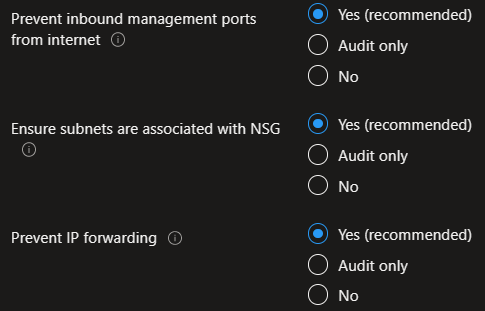 Prevent inbound management ports
from internet
Yes (recommended)
Audit only
No
Ensure subnets are associated with NSG
Yes (recommended)
Audit only
No
Prevent IP forwarding
Yes (recommended)
Audit only
No